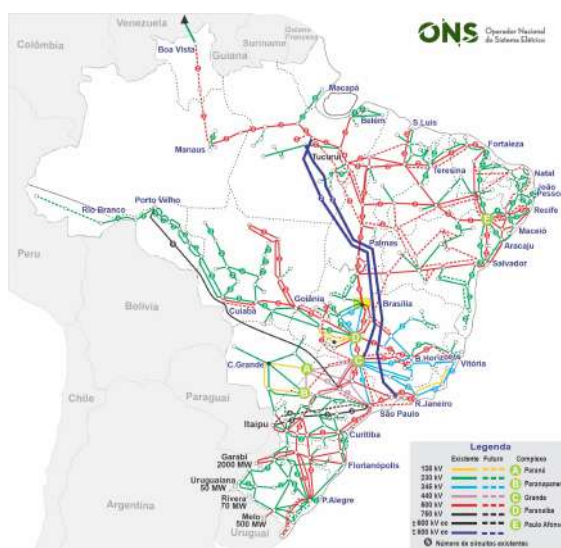 ONS Operador Nacional
do Sistema Elétrico
Venezuela
Colômbia
Guiana
Suriname
Guiana
Francesa
Boa Vista
Macapá
Belém
S.Luis
Manaus
Tucuruí
Fortaleza
Teresina
Natal
João
Pessoa
Recife
Maceió
Aracaju
Salvador
Rio Branco
Porto Velho
Palmas
Peru
Bolívia
Cuiabá
Goiânia
Brasília
B.Horizonte
Vitória
C.Grande
A
B
C
D
E
R.Janeiro
São Paulo
Paraguai
Chile
Itaipu
Curitiba
Garabi
2000 MW
Florianópolis
Uruguaiana
50 MW
Rivera
70 MW
P.Alegre
Melo
500 MW
Argentina
Uruguai
Legenda
Existente Futuro Complexo
138 kV A Paraná
230 kV B Paranapanema
345 kV C Grande
440 kV D Paranaíba
500 kV E Paulo Afonso
750 kV
±600 kV cc
±800 kV cc
Número de circuitos existentes